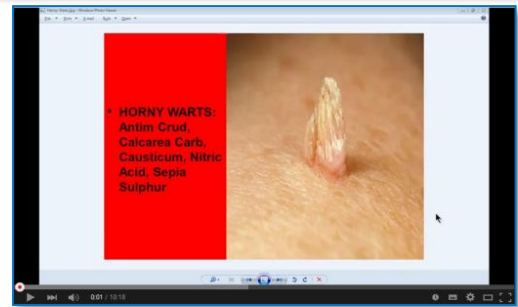 • HORNY WARTS:
Antim Crud,
Calcarea Carb,
Causticum, Nitric
Acid, Sepia
Sulphur
0:01 / 10:18